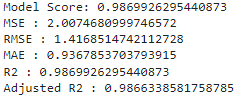 Model Score: 0.9869926295440873
MSE : 2.0074680999746572
RMSE : 1.4168514742112728
MAE : 0.9367853703793915
R2 : 0.9869926295440873
Adjusted R2 : 0.9866338581758785